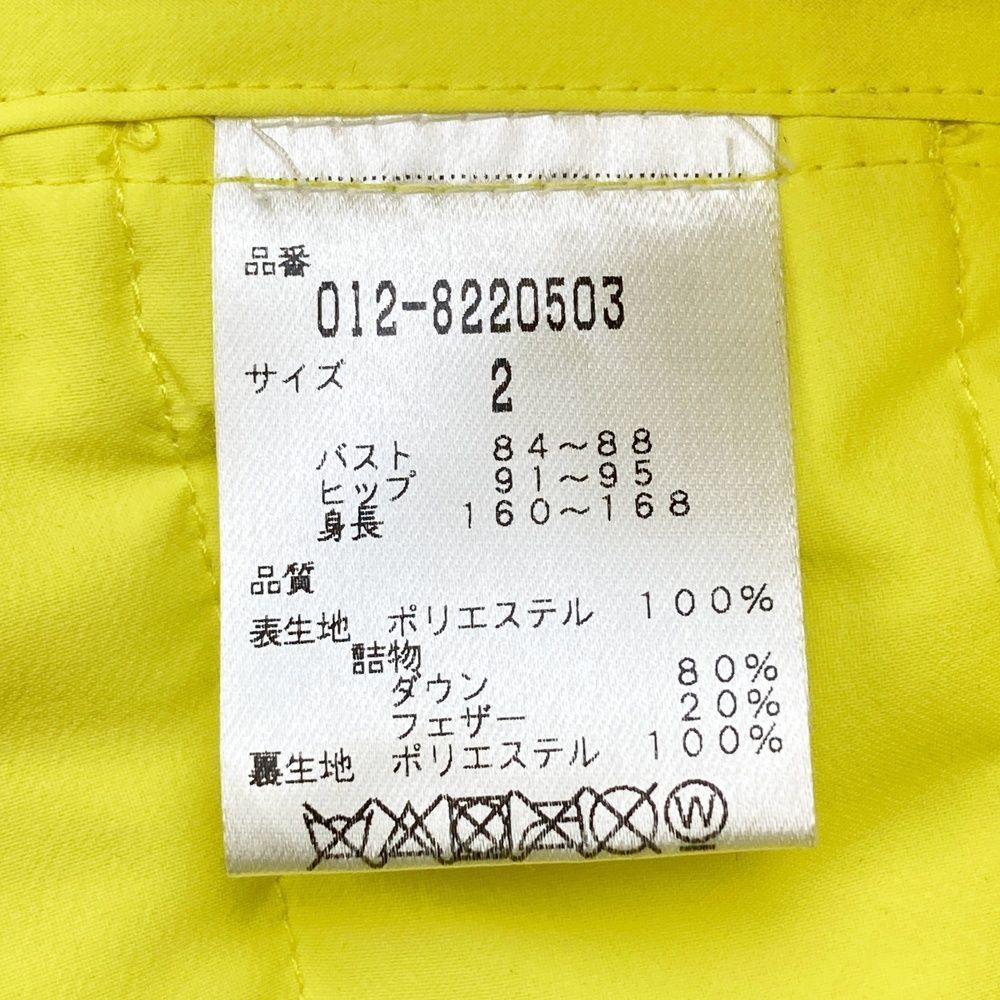 品番
012-8220503
サイズ 2
バスト 84～88
ヒップ 91～95
身長 160～168
品質
表生地 ポリエステル 100%
詰物
ダウン 80%
フェザー 20%
裏生地 ポリエステル 100%
W